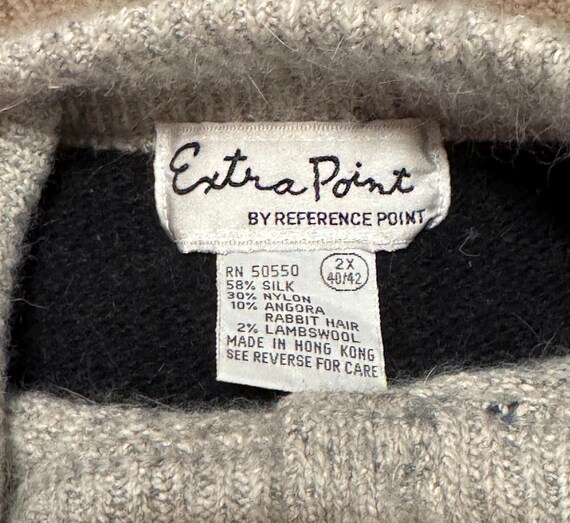 Extra Point
BY REFERENCE POINT
RN 50550
2X
40/42
58% SILK
30% NYLON
10% ANGORA
RABBIT HAIR
2% LAMBSWOOL
MADE IN HONG KONG
SEE REVERSE FOR CARE